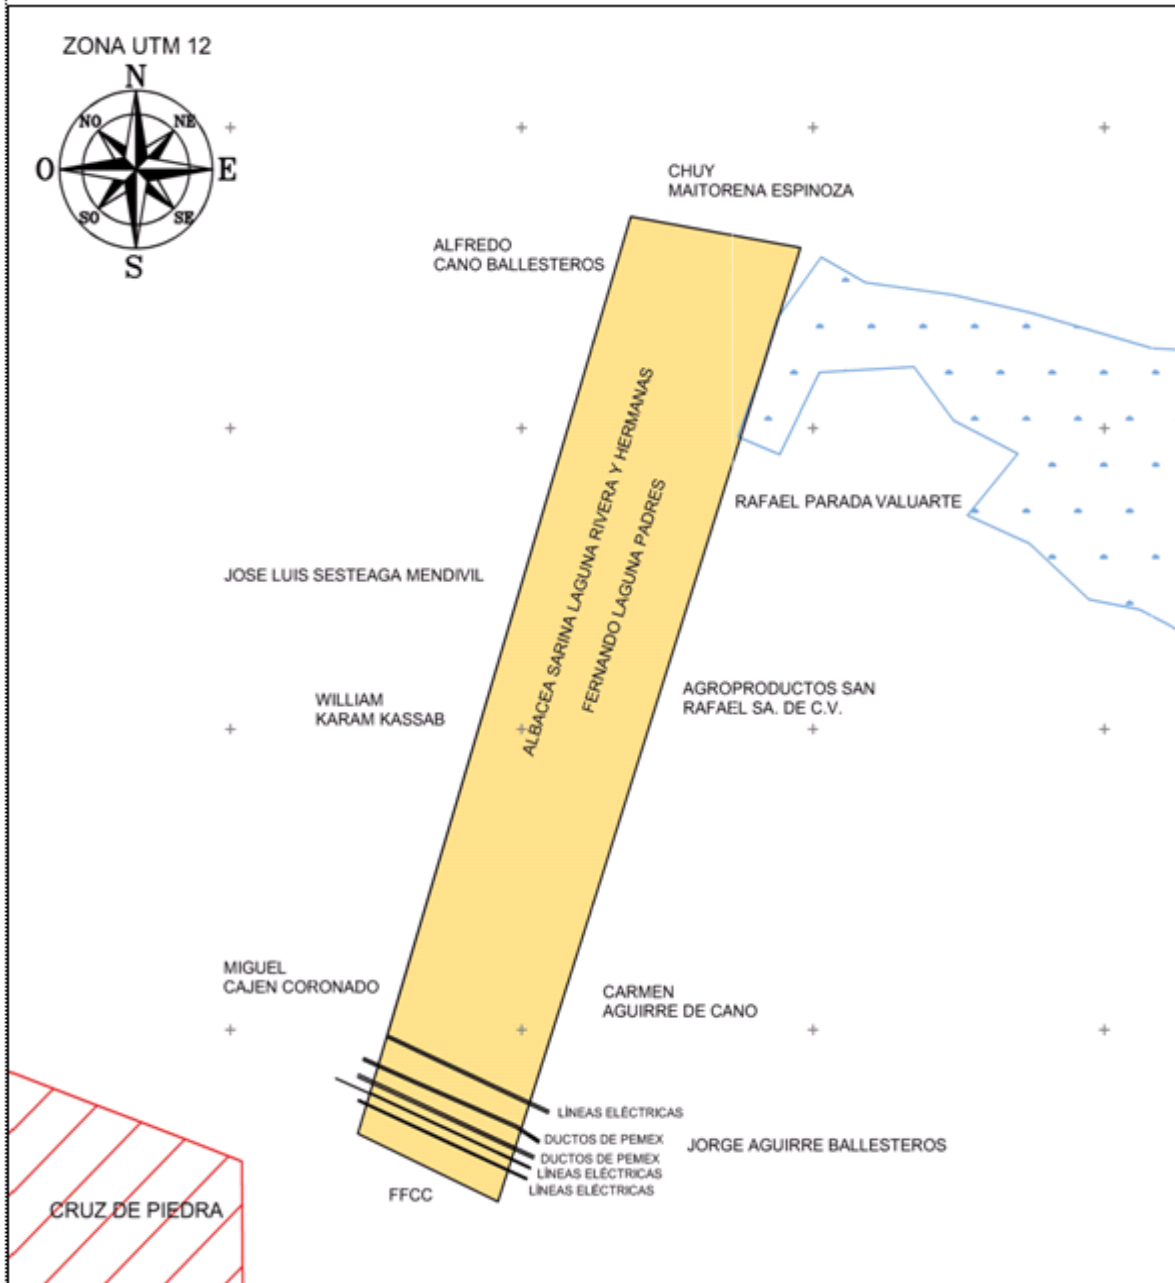 ZONA UTM 12
N
NO
NE
O
E
SO
SE
S
CHUY
MAITORENA ESPINOZA
ALFREDO
CANO BALLESTEROS
ALBACEA SARINA LAGUNA RIVERA Y HERMANAS
FERNANDO LAGUNA PADRES
RAFAEL PARADA VALUARTE
JOSE LUIS SESTEAGA MENDIVIL
WILLIAM
KARAM KASSAB
AGROPRODUCTOS SAN
RAFAEL SA. DE C.V.
MIGUEL
CAJEN CORONADO
CARMEN
AGUIRRE DE CANO
LÍNEAS ELÉCTRICAS
DUCTOS DE PEMEX
JORGE AGUIRRE BALLESTEROS
DUCTOS DE PEMEX
LÍNEAS ELÉCTRICAS
LÍNEAS ELÉCTRICAS
FFCC
CRUZ DE PIEDRA